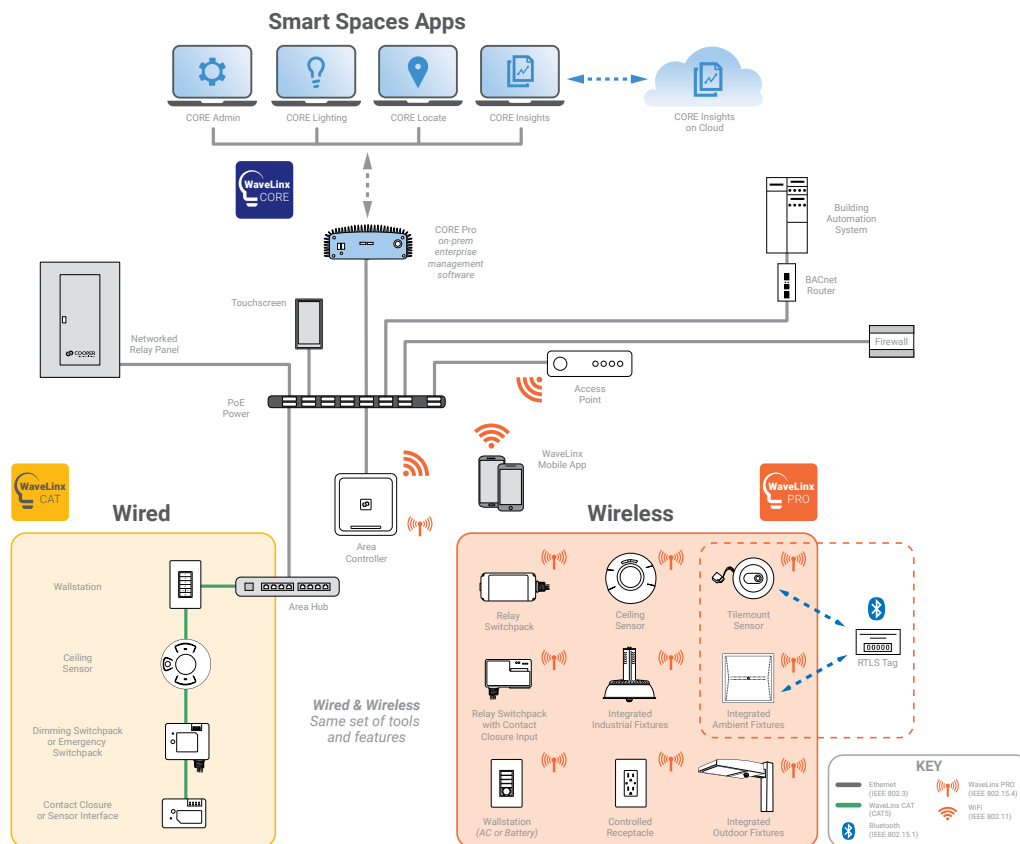 Smart Spaces Apps
CORE Admin
CORE Lighting
CORE Locate
CORE Insights
CORE Insights
on Cloud
WaveLinx
CORE
CORE Pro
on-prem
enterprise
management
software
Building
Automation
System
BACnet
Router
Touchscreen
Networked
Relay Panel
COOPER
Firewall
Access
Point
PoE
Power
WaveLinx
Mobile App
WaveLinx
CAT
Wired
Area
Controller
Wireless
WaveLinx
PRO
Wallstation
Area Hub
Ceiling
Sensor
Dimming Switchpack
or Emergency
Switchpack
Contact Closure
or Sensor Interface
Wired & Wireless
Same set of tools
and features
Relay
Switchpack
Ceiling
Sensor
Tilemount
Sensor
RTLS Tag
Relay Switchpack
with Contact
Closure Input
Integrated
Industrial Fixtures
Integrated
Ambient Fixtures
Wallstation
(AC or Battery)
Controlled
Receptacle
Integrated
Outdoor Fixtures
KEY
Ethernet
(IEEE 802.3)
WaveLinx CAT
(CAT5)
Bluetooth
(IEEE 802.15.1)
WaveLinx PRO
(IEEE 802.15.4)
WiFi
(IEEE 802.11)